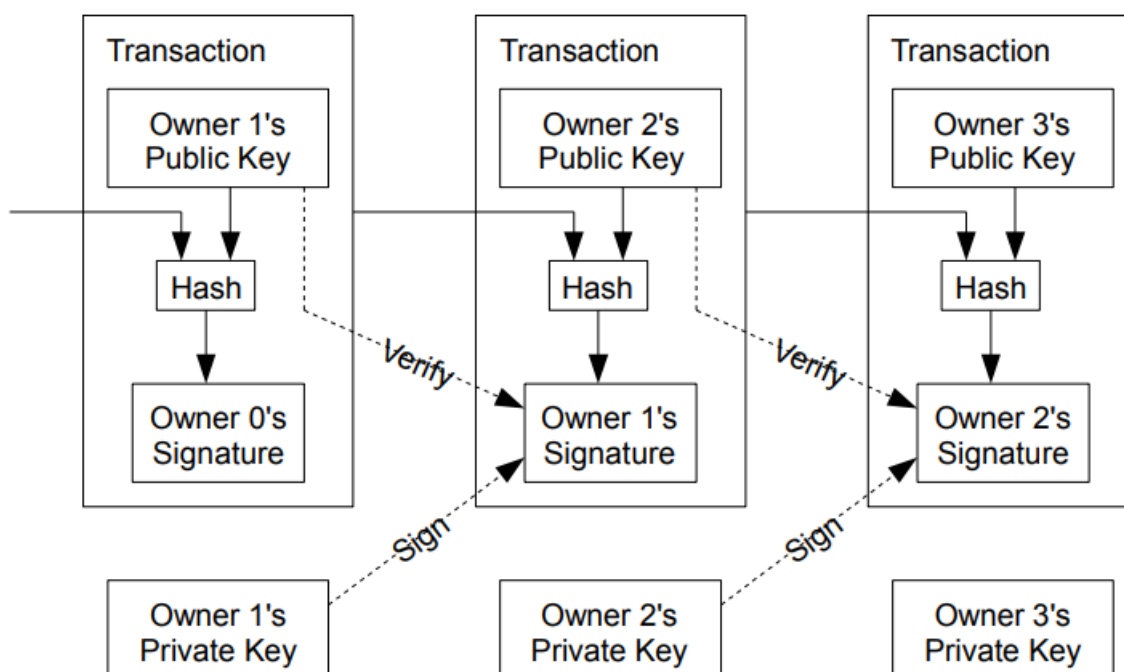 Transaction
Owner 1's
Public Key
Hash
Owner 0's
Signature
Transaction
Owner 2's
Public Key
Hash
Verify
Owner 1's
Signature
Sign
Transaction
Owner 3's
Public Key
Hash
Verify
Owner 2's
Signature
Sign
Owner 1's
Private Key
Owner 2's
Private Key
Owner 3's
Private Key